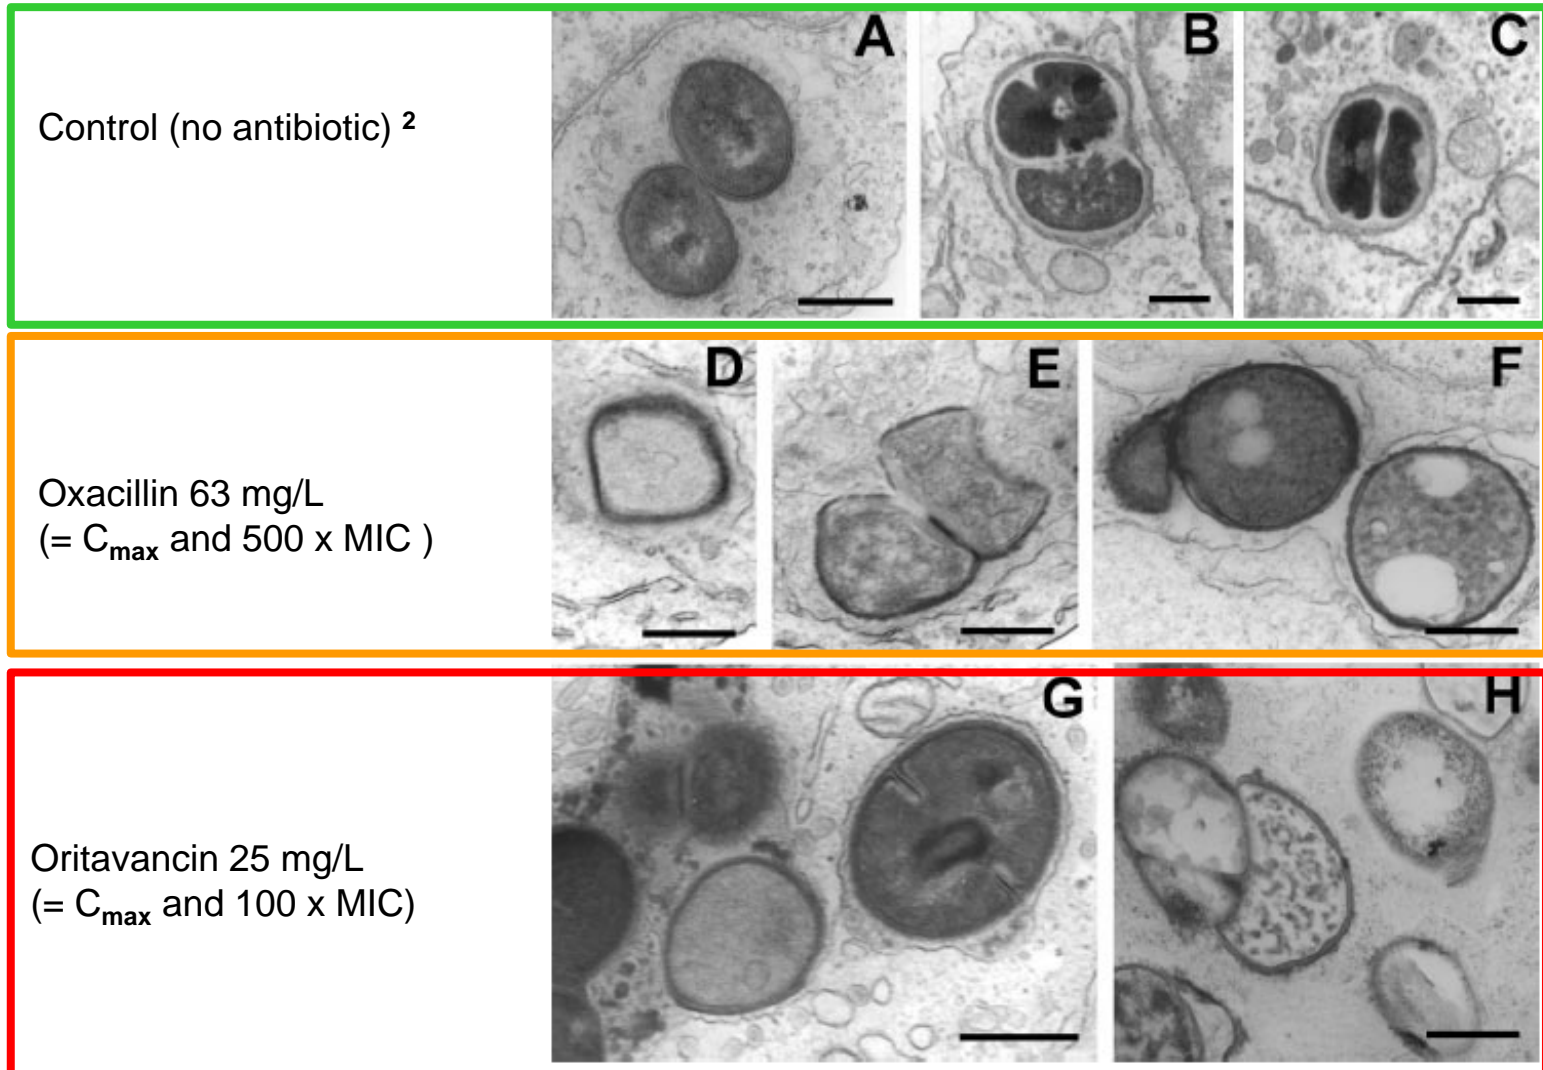 Control (no antibiotic) 2
A
B
C
Oxacillin 63 mg/L
(= Cmax and 500 x MIC )
D
E
F
Oritavancin 25 mg/L
(= Cmax and 100 x MIC)
G
H